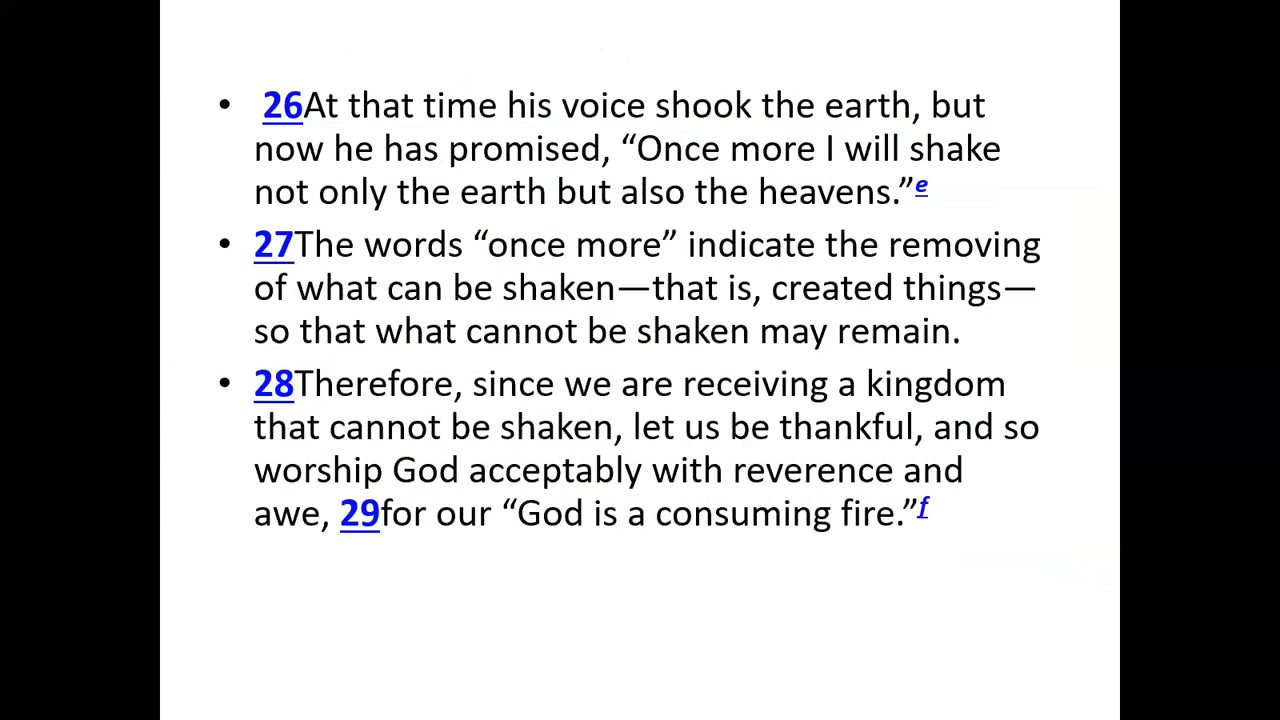 • 26At that time his voice shook the earth, but
now he has promised, “Once more I will shake
not only the earth but also the heavens.”e
• 27The words “once more” indicate the removing
of what can be shaken—that is, created things—
so that what cannot be shaken may remain.
• 28Therefore, since we are receiving a kingdom
that cannot be shaken, let us be thankful, and so
worship God acceptably with reverence and
awe, 29for our “God is a consuming fire.”f